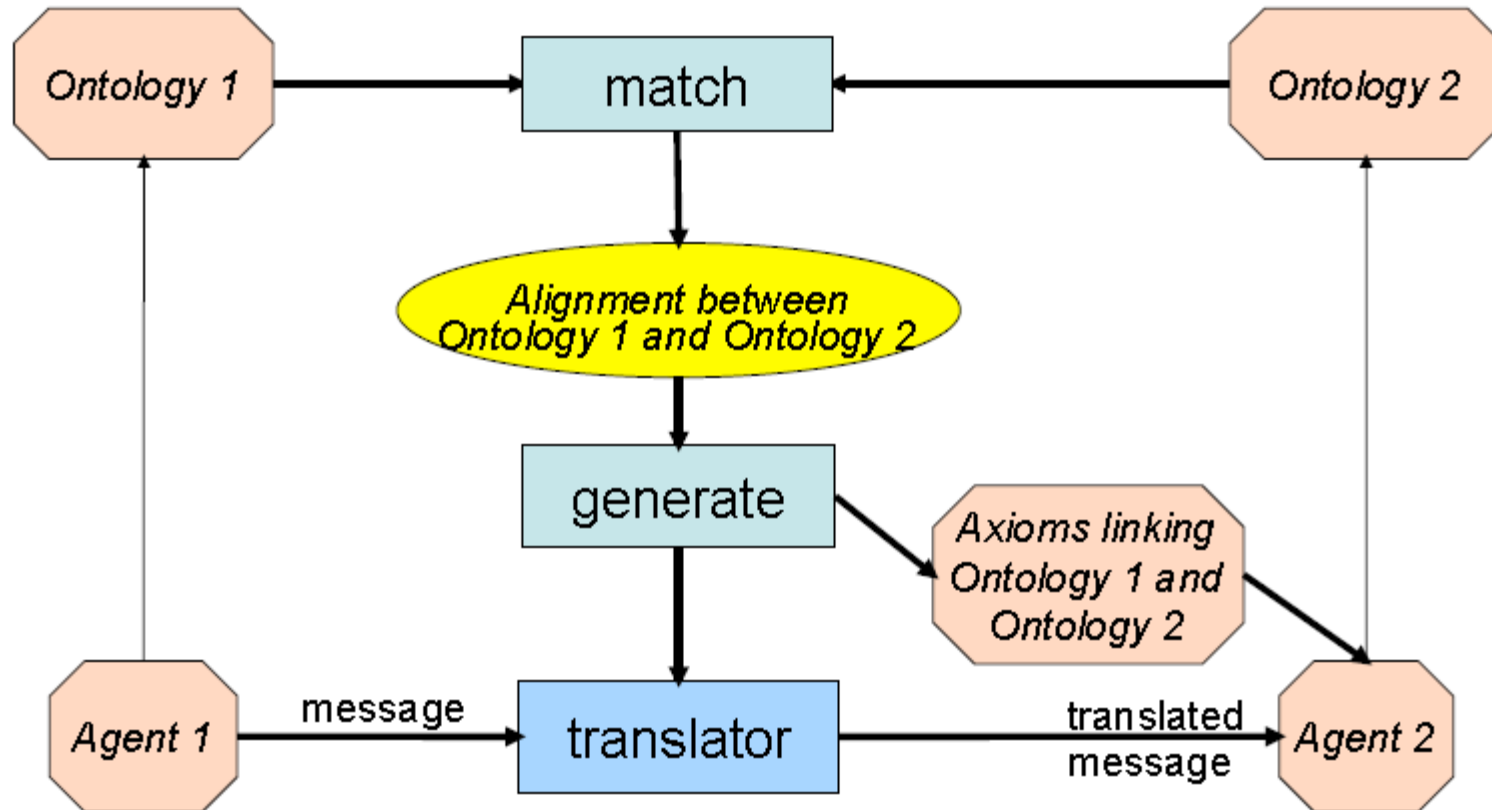 Ontology 1
match
Ontology 2
Alignment between
Ontology 1 and Ontology 2
generate
Axioms linking
Ontology 1 and
Ontology 2
Agent 1
message
translator
translated
message
Agent 2